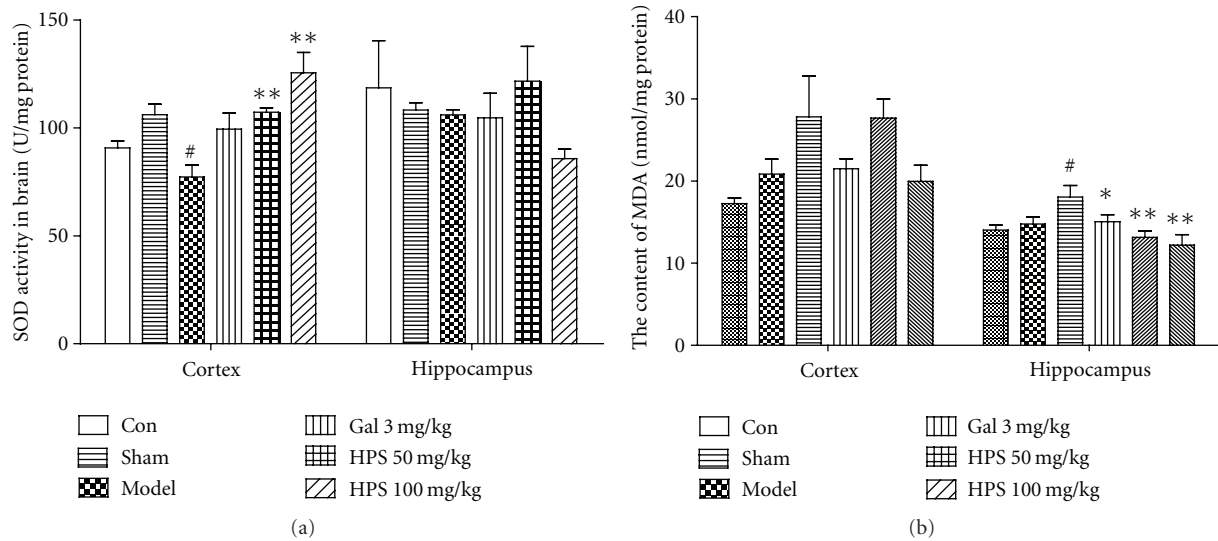 150
100
50
0
SOD activity in brain (U/mg protein)
#
**
**
Cortex
Hippocampus
Con
Sham
Model
Gal 3 mg/kg
HPS 50 mg/kg
HPS 100 mg/kg
(a)
40
30
20
10
0
The content of MDA (nmol/mg protein)
#
*
**
**
Cortex
Hippocampus
Con
Sham
Model
Gal 3 mg/kg
HPS 50 mg/kg
HPS 100 mg/kg
(b)